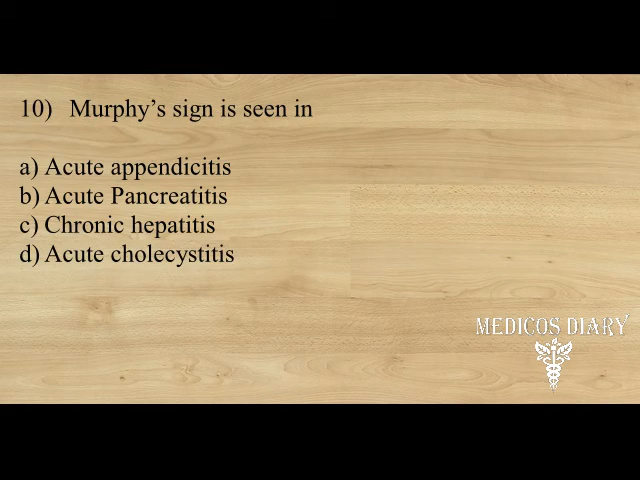 10) Murphy’s sign is seen in
a) Acute appendicitis
b) Acute Pancreatitis
c) Chronic hepatitis
d) Acute cholecystitis
MEDICOS DIARY